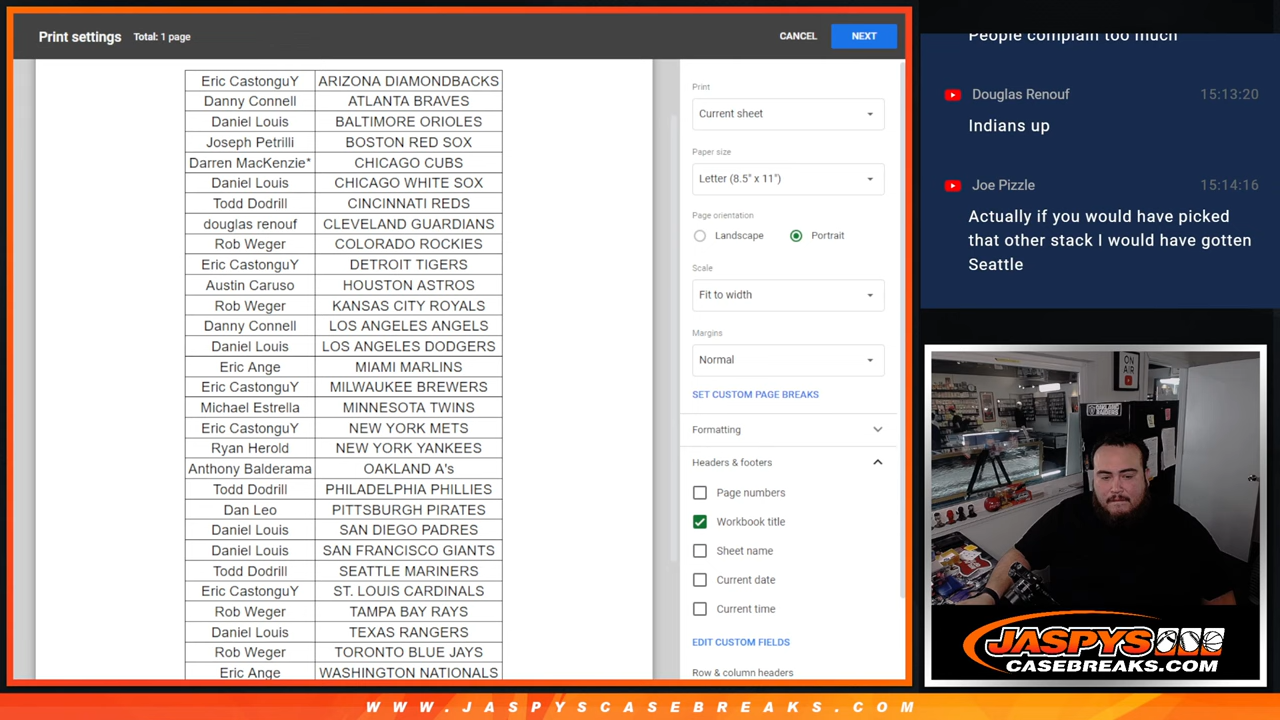 Print settings Total: 1 page CANCEL NEXT
Eric CastonguY ARIZONA DIAMONDBACKS
Danny Connell ATLANTA BRAVES
Daniel Louis BALTIMORE ORIOLES
Joseph Petrilli BOSTON RED SOX
Darren MacKenzie* CHICAGO CUBS
Daniel Louis CHICAGO WHITE SOX
Todd Dodrill CINCINNATI REDS
douglas renouf CLEVELAND GUARDIANS
Rob Weger COLORADO ROCKIES
Eric CastonguY DETROIT TIGERS
Austin Caruso HOUSTON ASTROS
Rob Weger KANSAS CITY ROYALS
Danny Connell LOS ANGELES ANGELS
Daniel Louis LOS ANGELES DODGERS
Eric Ange MIAMI MARLINS
Eric CastonguY MILWAUKEE BREWERS
Michael Estrella MINNESOTA TWINS
Eric CastonguY NEW YORK METS
Ryan Herold NEW YORK YANKEES
Anthony Balderama OAKLAND A's
Todd Dodrill PHILADELPHIA PHILLIES
Dan Leo PITTSBURGH PIRATES
Daniel Louis SAN DIEGO PADRES
Daniel Louis SAN FRANCISCO GIANTS
Todd Dodrill SEATTLE MARINERS
Eric CastonguY ST. LOUIS CARDINALS
Rob Weger TAMPA BAY RAYS
Daniel Louis TEXAS RANGERS
Rob Weger TORONTO BLUE JAYS
Eric Ange WASHINGTON NATIONALS
Print
Current sheet
Paper size
Letter (8.5" x 11")
Page orientation
Landscape Portrait
Scale
Fit to width
Margins
Normal
SET CUSTOM PAGE BREAKS
Formatting
Headers & footers
Page numbers
Workbook title
Sheet name
Current date
Current time
EDIT CUSTOM FIELDS
Row & column headers
People complain too much
Douglas Renouf 15:13:20
Indians up
Joe Pizzle 15:14:16
Actually if you would have picked
that other stack I would have gotten
Seattle
ON
AIR
JASPYS
CASEBREAKS.COM
WWW.JASPYSCASEBREAKS.COM